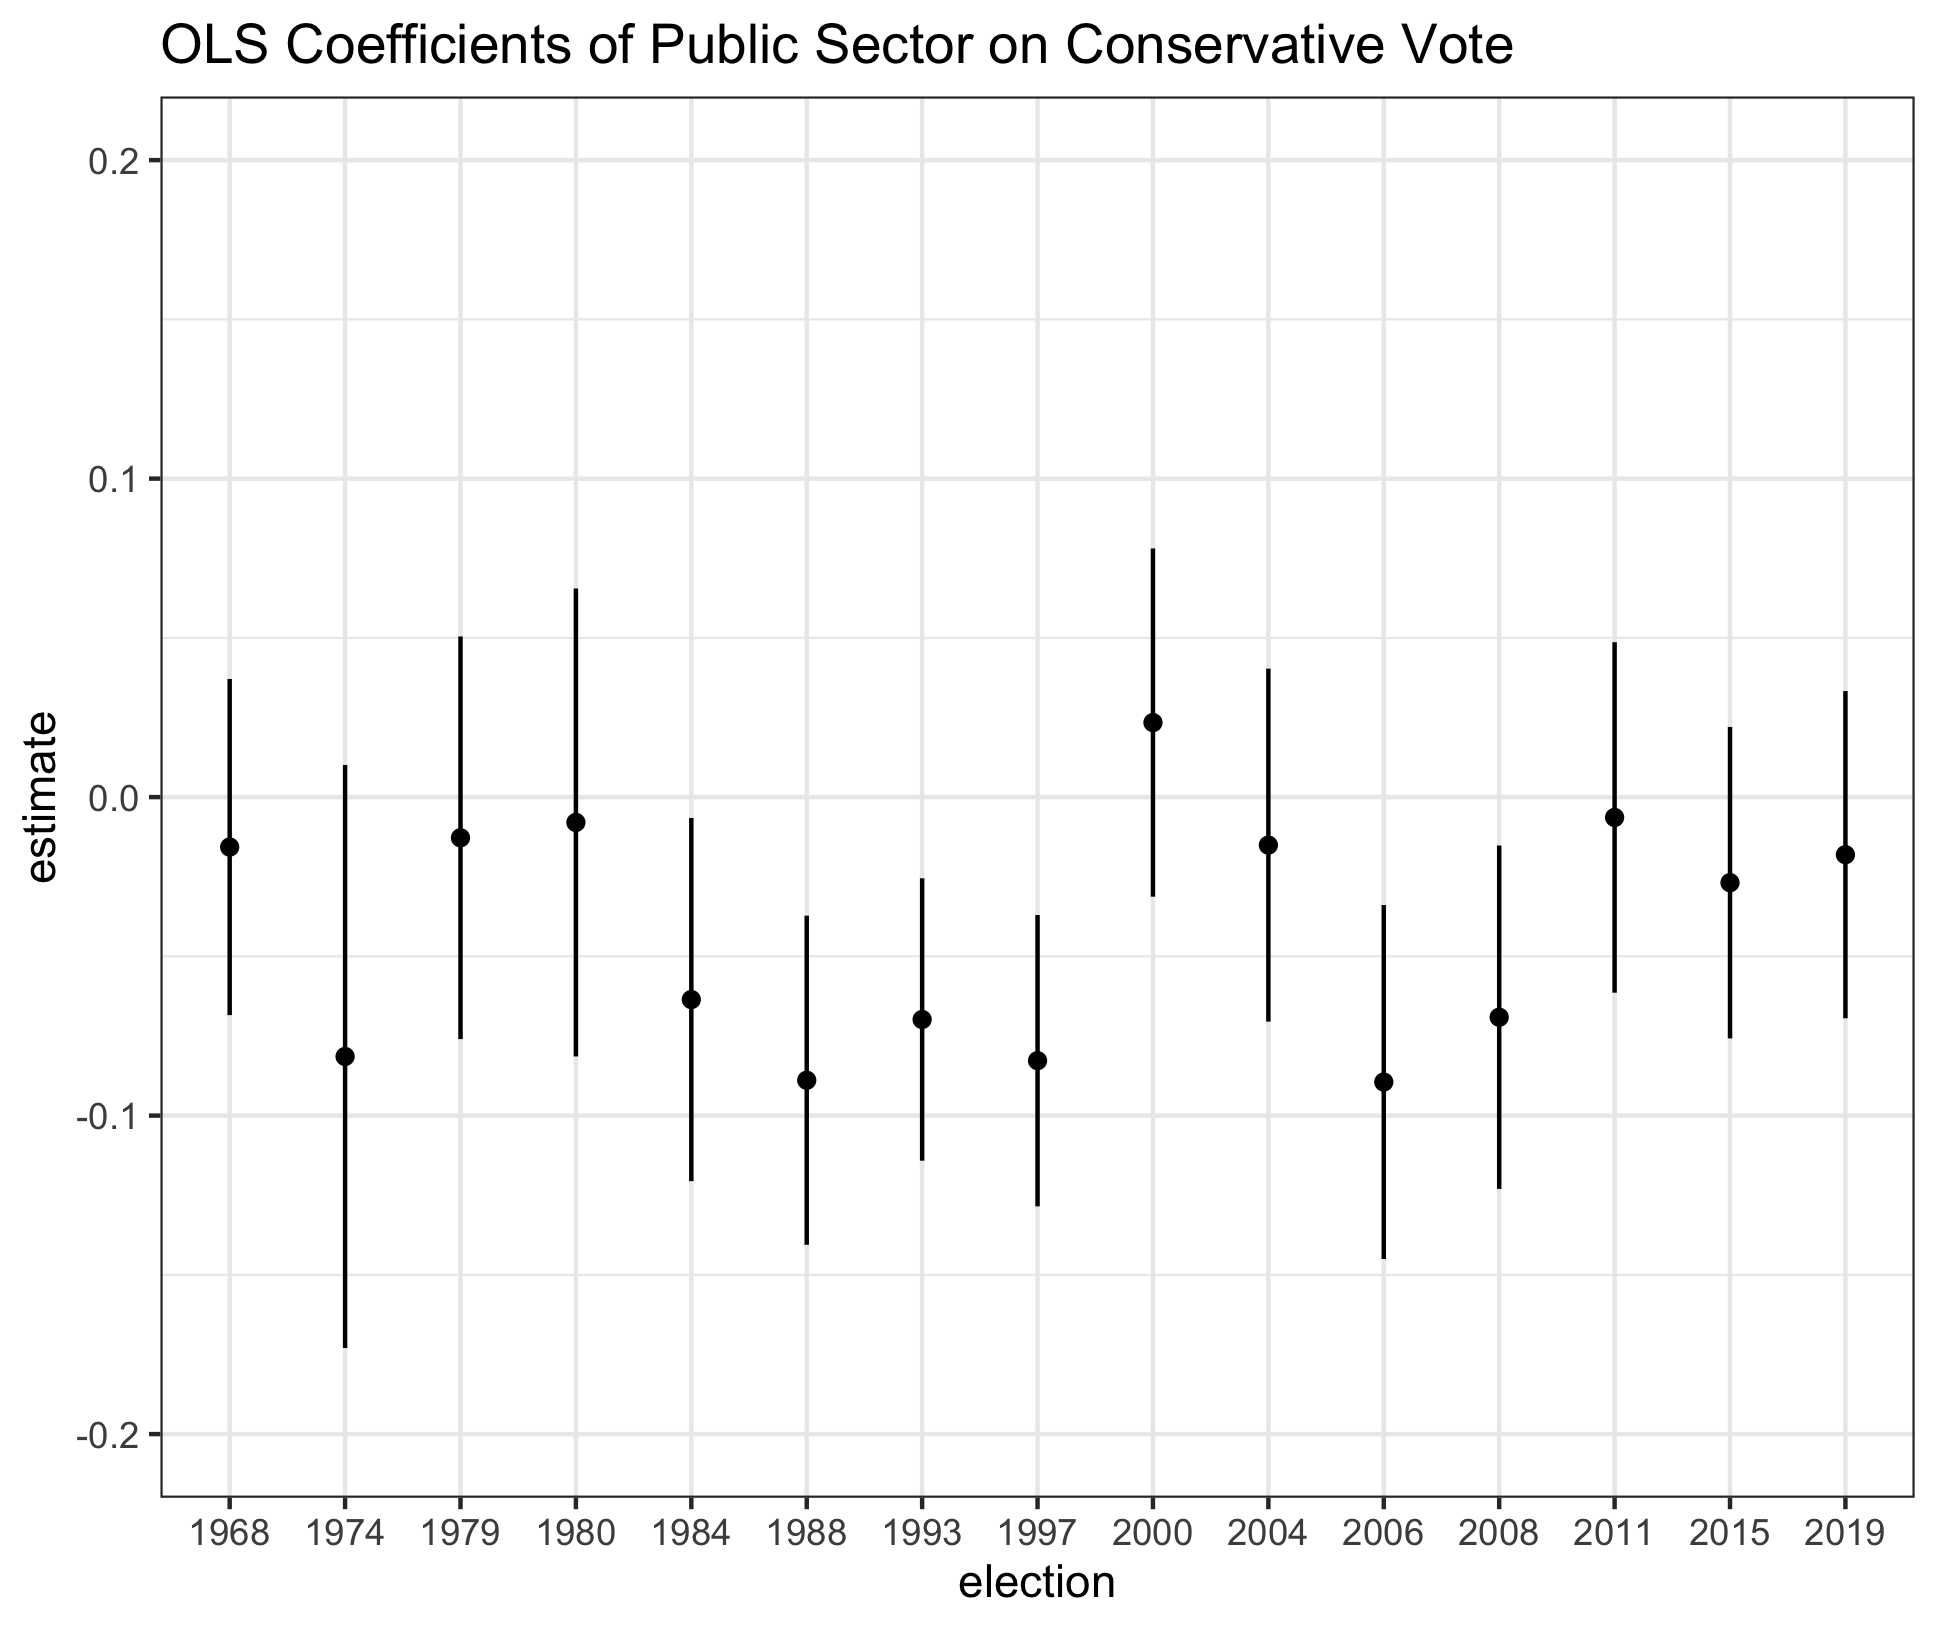 OLS Coefficients of Public Sector on Conservative Vote
0.2
0.1
0.0
-0.1
-0.2
estimate
1968 1974 1979 1980 1984 1988 1993 1997 2000 2004 2006 2008 2011 2015 2019
election